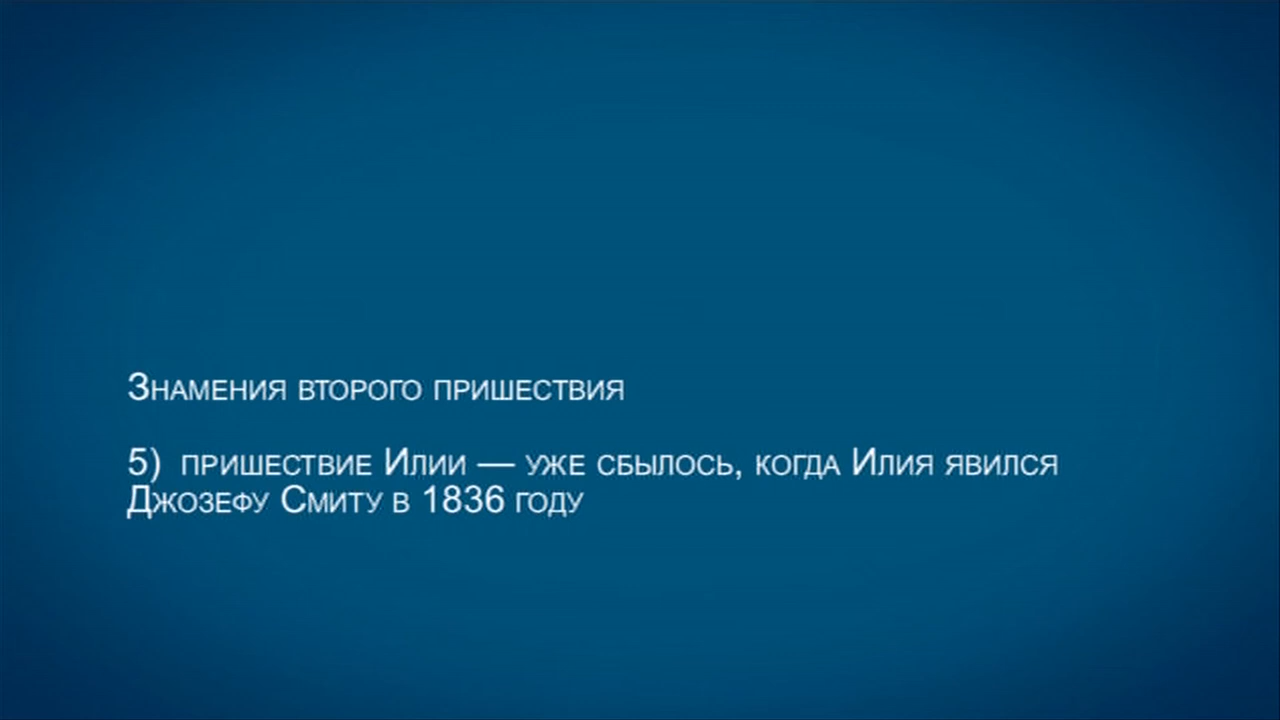 Знамения второго пришествия
5) пришествие Илии — уже сбылось, когда Илия явился
Джозефу Смиту в 1836 году